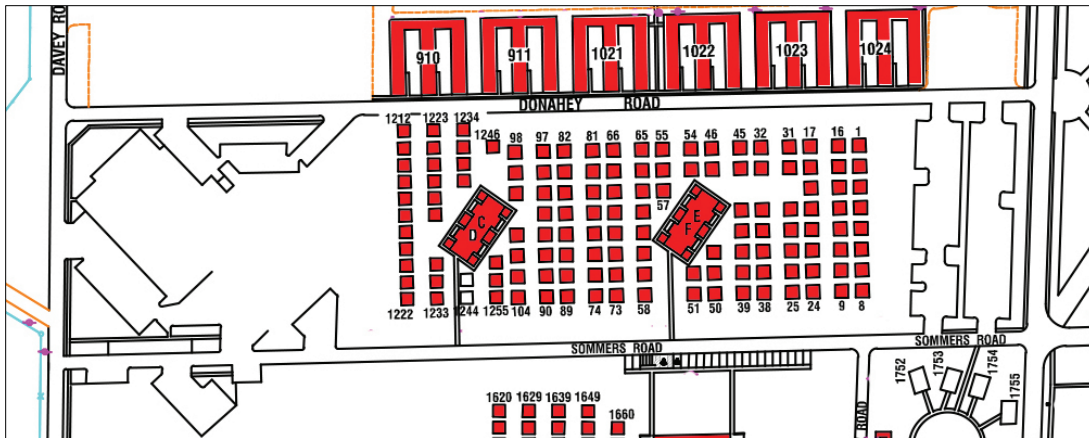 DAVEY RO
910 911 1021 1022 1023 1024
DONAHEY ROAD
1212 1223 1234
1246 98 97 82 81 66 65 55 54 46 45 32 31 17 16 1
57
C
D
E
F
1222 1233 1244 1255 104 90 89 74 73 58 51 50 39 38 25 24 9 8
SOMMERS ROAD
SOMMERS ROAD
1752 1753 1754 1755
ROAD
1620 1629 1639 1649
1660